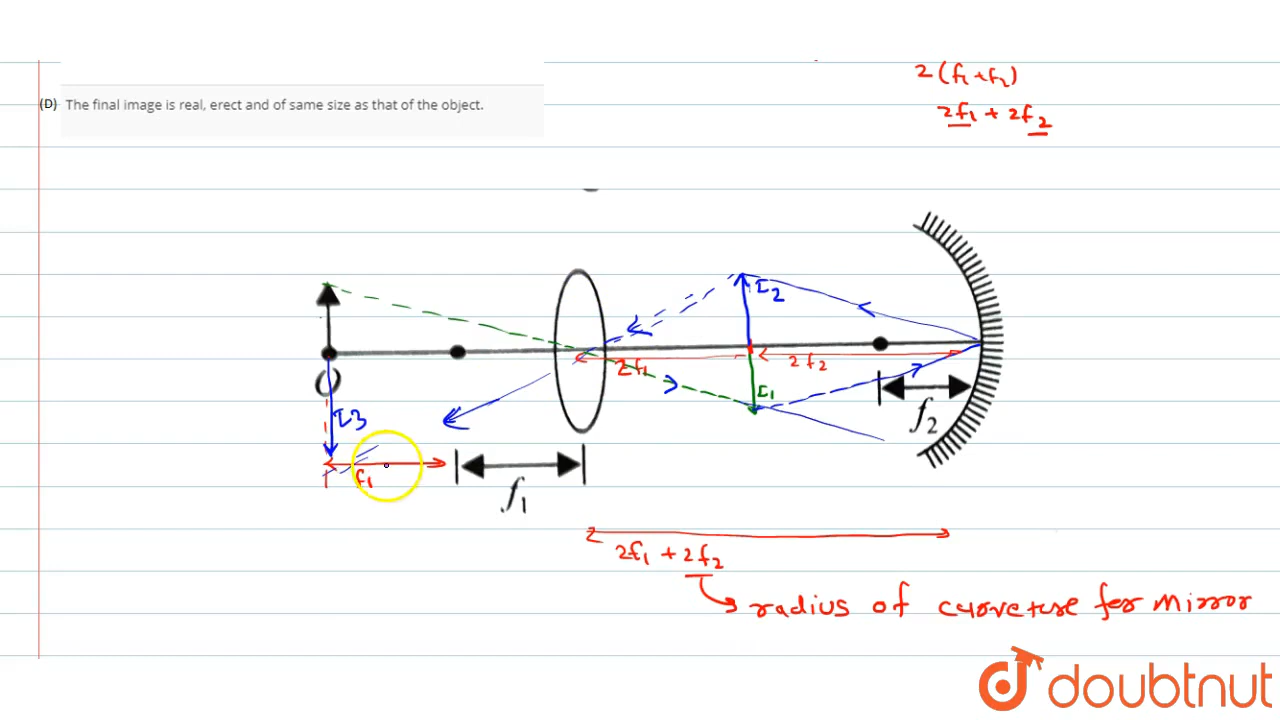 2(f₁+f₂)
(D) The final image is real, erect and of same size as that of the object.
2f₁ + 2f₂
I₂
2f₁
2f₂
O
I₁
I3
f₂
f₁
f₁
2f₁ + 2f₂
radius of curveture for mirror
doubtnut